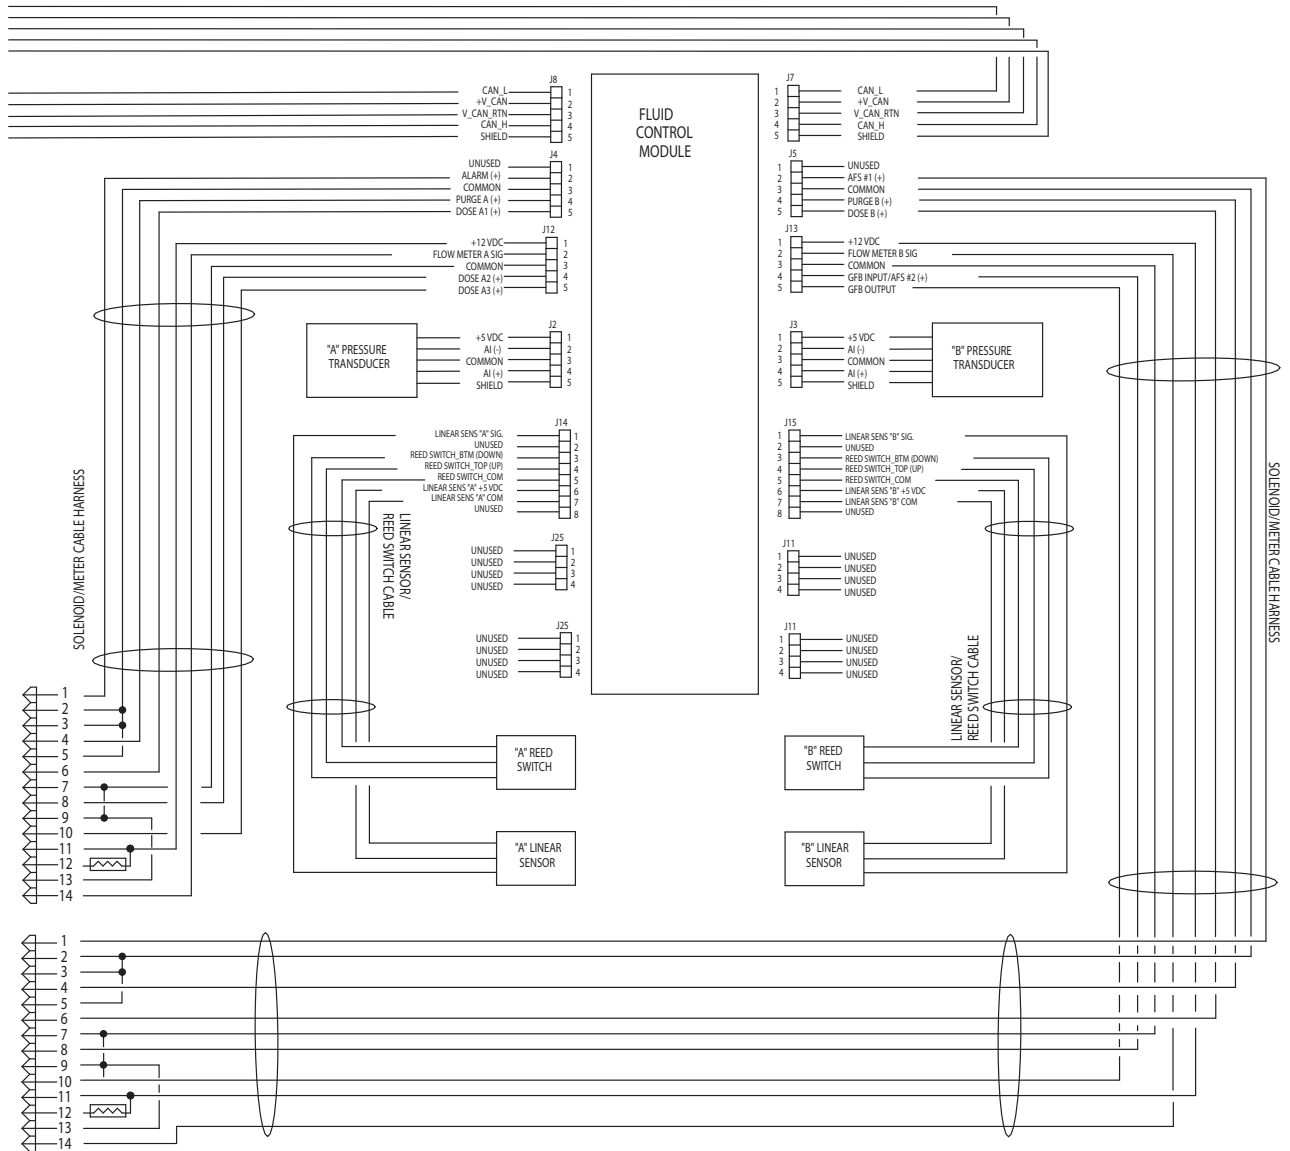 FLUID
CONTROL
MODULE
J8
CAN_L 1
+V_CAN 2
V_CAN_RTN 3
CAN_H 4
SHIELD 5
J4
UNUSED 1
ALARM (+) 2
COMMON 3
PURGE A (+) 4
DOSE A1 (+) 5
J12
+12 VDC 1
FLOW METER A SIG 2
COMMON 3
DOSE A2 (+) 4
DOSE A3 (+) 5
"A" PRESSURE
TRANSDUCER
J2
+5 VDC 1
AI (-) 2
COMMON 3
AI (+) 4
SHIELD 5
J14
LINEAR SENS "A" SIG. 1
UNUSED 2
REED SWITCH_BTM (DOWN) 3
REED SWITCH_TOP (UP) 4
REED SWITCH_COM 5
LINEAR SENS "A" +5 VDC 6
LINEAR SENS "A" COM 7
UNUSED 8
J25
UNUSED 1
UNUSED 2
UNUSED 3
UNUSED 4
J25
UNUSED 1
UNUSED 2
UNUSED 3
UNUSED 4
SOLENOID/METER CABLE HARNESS
LINEAR SENSOR/
REED SWITCH CABLE
"A" REED
SWITCH
"A" LINEAR
SENSOR
J7
1 CAN_L
2 +V_CAN
3 V_CAN_RTN
4 CAN_H
5 SHIELD
J5
1 UNUSED
2 AFS #1 (+)
3 COMMON
4 PURGE B (+)
5 DOSE B (+)
J13
1 +12 VDC
2 FLOW METER B SIG
3 COMMON
4 GFB INPUT/AFS #2 (+)
5 GFB OUTPUT
J3
1 +5 VDC
2 AI (-)
3 COMMON
4 AI (+)
5 SHIELD
"B" PRESSURE
TRANSDUCER
J15
1 LINEAR SENS "B" SIG.
2 UNUSED
3 REED SWITCH_BTM (DOWN)
4 REED SWITCH_TOP (UP)
5 REED SWITCH_COM
6 LINEAR SENS "B" +5 VDC
7 LINEAR SENS "B" COM
8 UNUSED
J11
1 UNUSED
2 UNUSED
3 UNUSED
4 UNUSED
J11
1 UNUSED
2 UNUSED
3 UNUSED
4 UNUSED
LINEAR SENSOR/
REED SWITCH CABLE
SOLENOID/METER CABLE HARNESS
"B" REED
SWITCH
"B" LINEAR
SENSOR
1
2
3
4
5
6
7
8
9
10
11
12
13
14
1
2
3
4
5
6
7
8
9
10
11
12
13
14